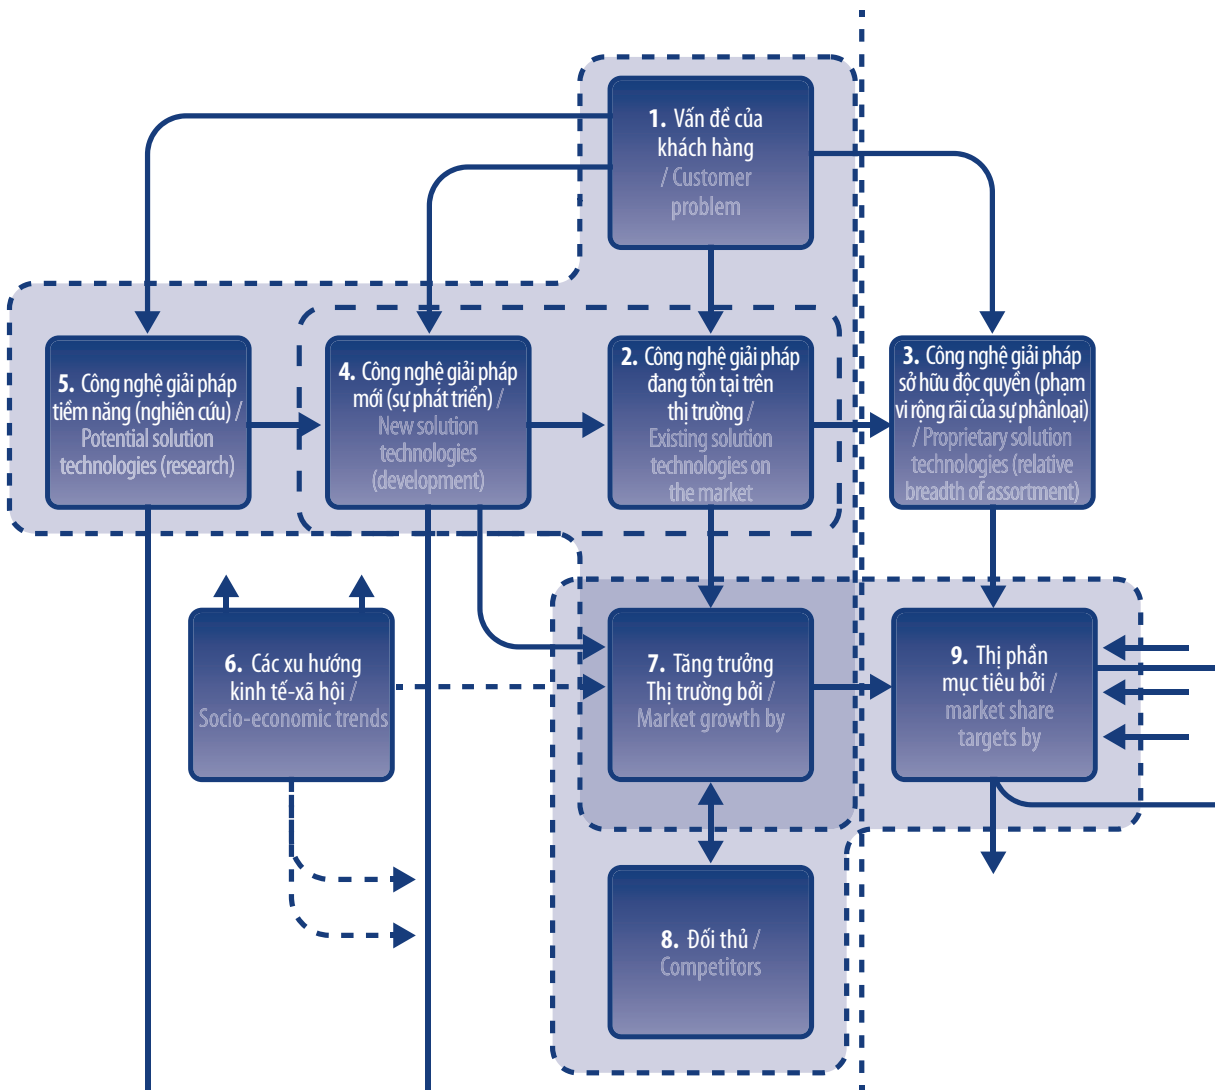 1. Vấn đề của
khách hàng
/ Customer
problem
5. Công nghệ giải pháp
tiềm năng (nghiên cứu) /
Potential solution
technologies (research)
4. Công nghệ giải pháp
mới (sự phát triển) /
New solution
technologies
(development)
2. Công nghệ giải pháp
đang tồn tại trên
thị trường /
Existing solution
technologies on
the market
3. Công nghệ giải pháp
sở hữu độc quyền (phạm
vi rộng rãi của sự phânloại)
/ Proprietary solution
technologies (relative
breadth of assortment)
6. Các xu hướng
kinh tế-xã hội /
Socio-economic trends
7. Tăng trưởng
Thị trường bởi /
Market growth by
9. Thị phần
mục tiêu bởi /
market share
targets by
8. Đối thủ /
Competitors